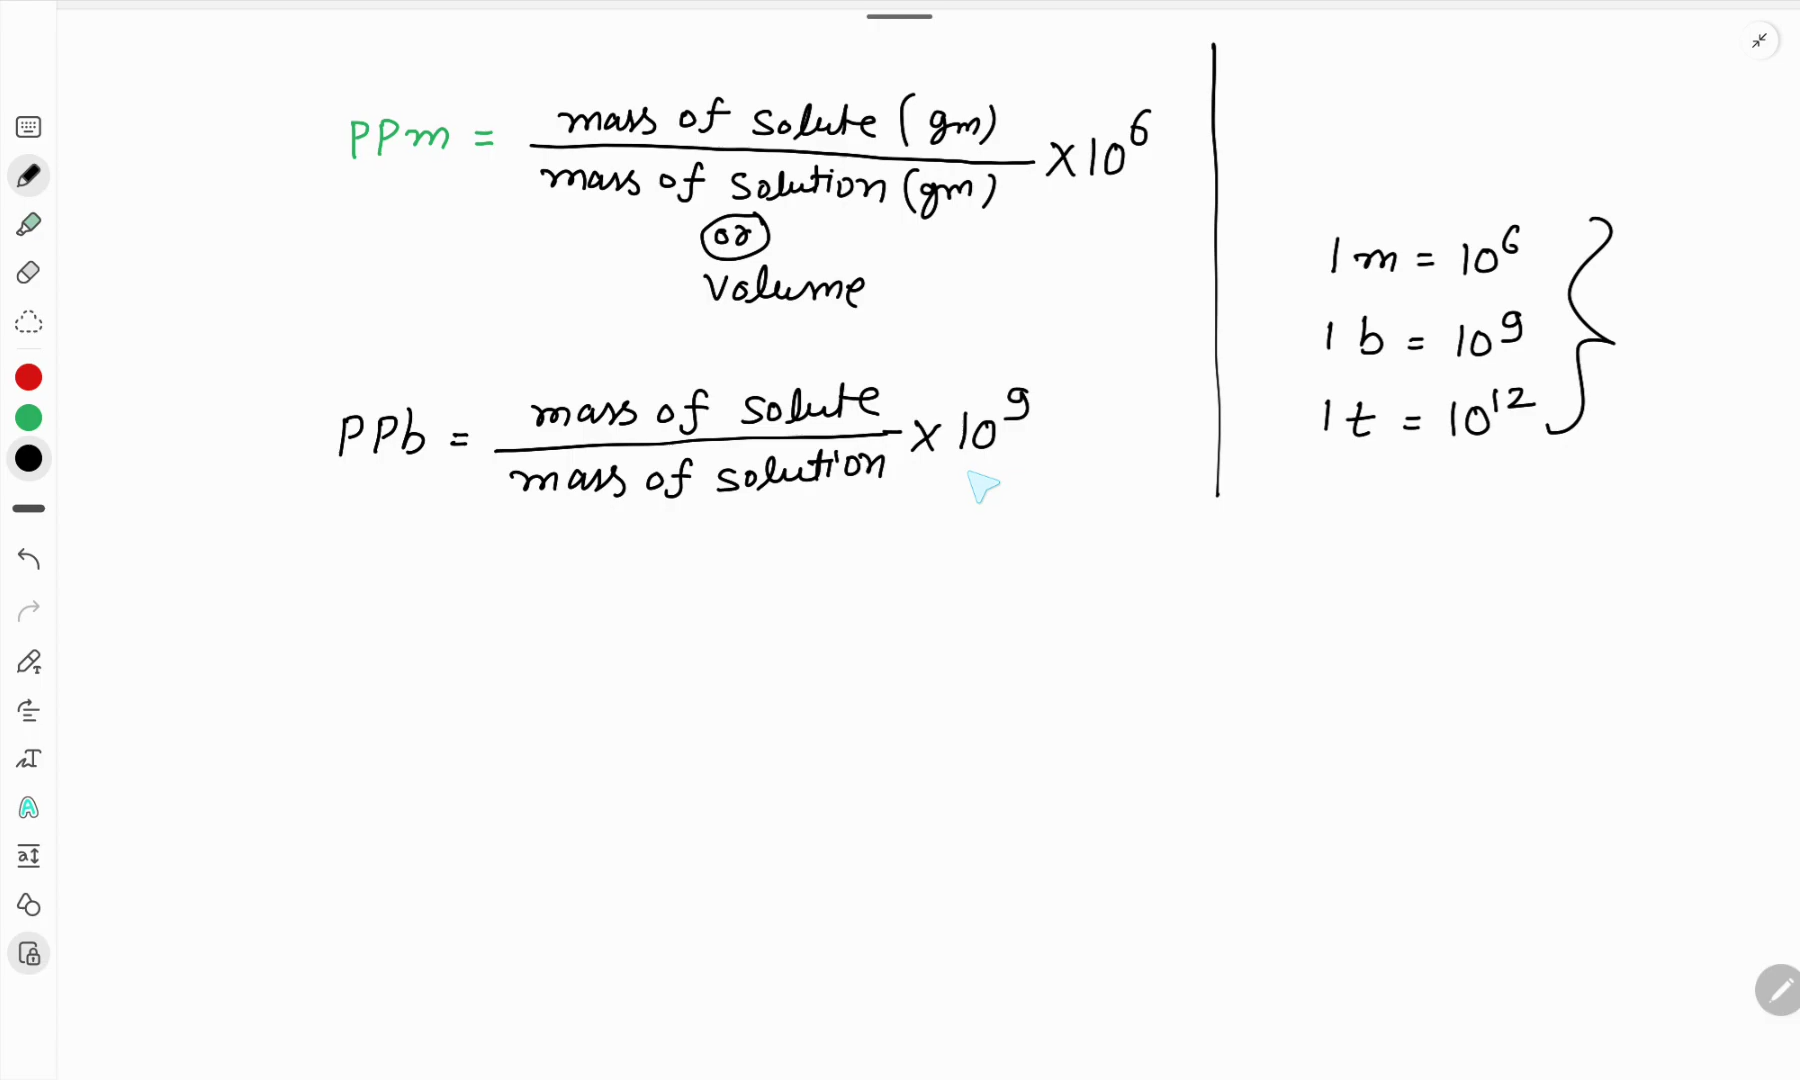 PPm = mass of solute (gm) / mass of solution (gm) × 10^6
or
volume
PPb = mass of solute / mass of solution × 10^9
1 m = 10^6
1 b = 10^9
1 t = 10^12